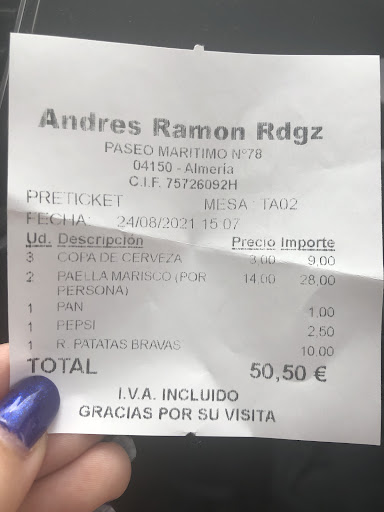 Andres Ramon Rdgz
PASEO MARITIMO Nº78
04150 - Almeria
C.I.F. 75726092H
PRETICKET MESA : TA02
FECHA: 24/08/2021 15:07
Ud. Descripción Precio Importe
3 COPA DE CERVEZA 3,00 9,00
2 PAELLA MARISCO (POR 14,00 28,00
PERSONA)
1 PAN 1,00
1 PEPSI 2,50
1 R. PATATAS BRAVAS 10,00
TOTAL 50,50 €
I.V.A. INCLUIDO
GRACIAS POR SU VISITA